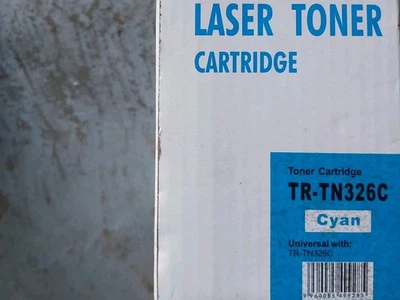 LASER TONER
CARTRIDGE
Toner Cartridge
TR-TN326C
Cyan
Universal with:
TR-TN326C